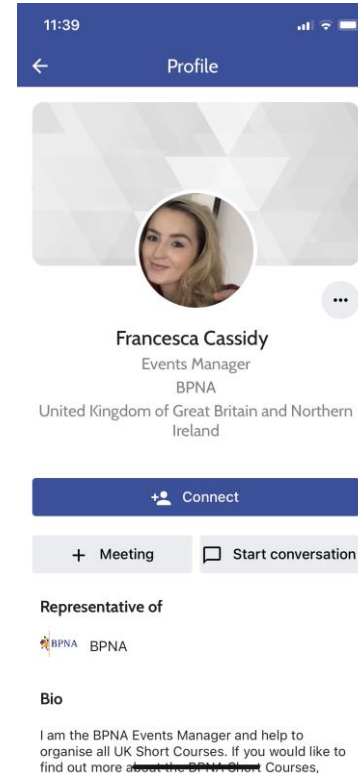 11:39
Profile
Francesca Cassidy
Events Manager
BPNA
United Kingdom of Great Britain and Northern
Ireland
Connect
+ Meeting
Start conversation
Representative of
BPNA BPNA
Bio
I am the BPNA Events Manager and help to
organise all UK Short Courses. If you would like to
find out more about the BPNA Short Courses,